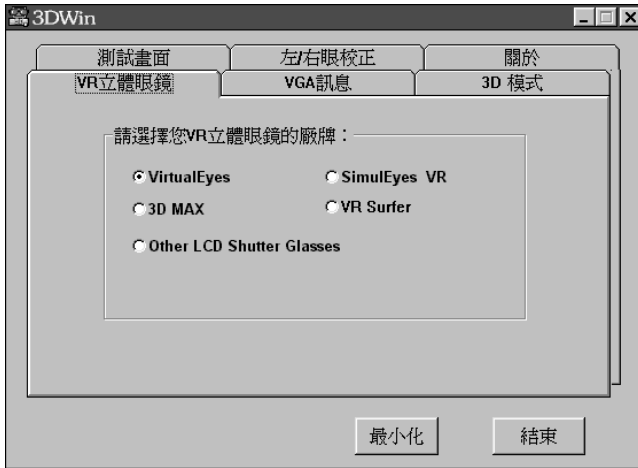 3DWin
測試畫面 左/右眼校正 關於
VR立體眼鏡 VGA訊息 3D 模式
請選擇您VR立體眼鏡的廠牌：
VirtualEyes SimulEyes VR
3D MAX VR Surfer
Other LCD Shutter Glasses
最小化 結束